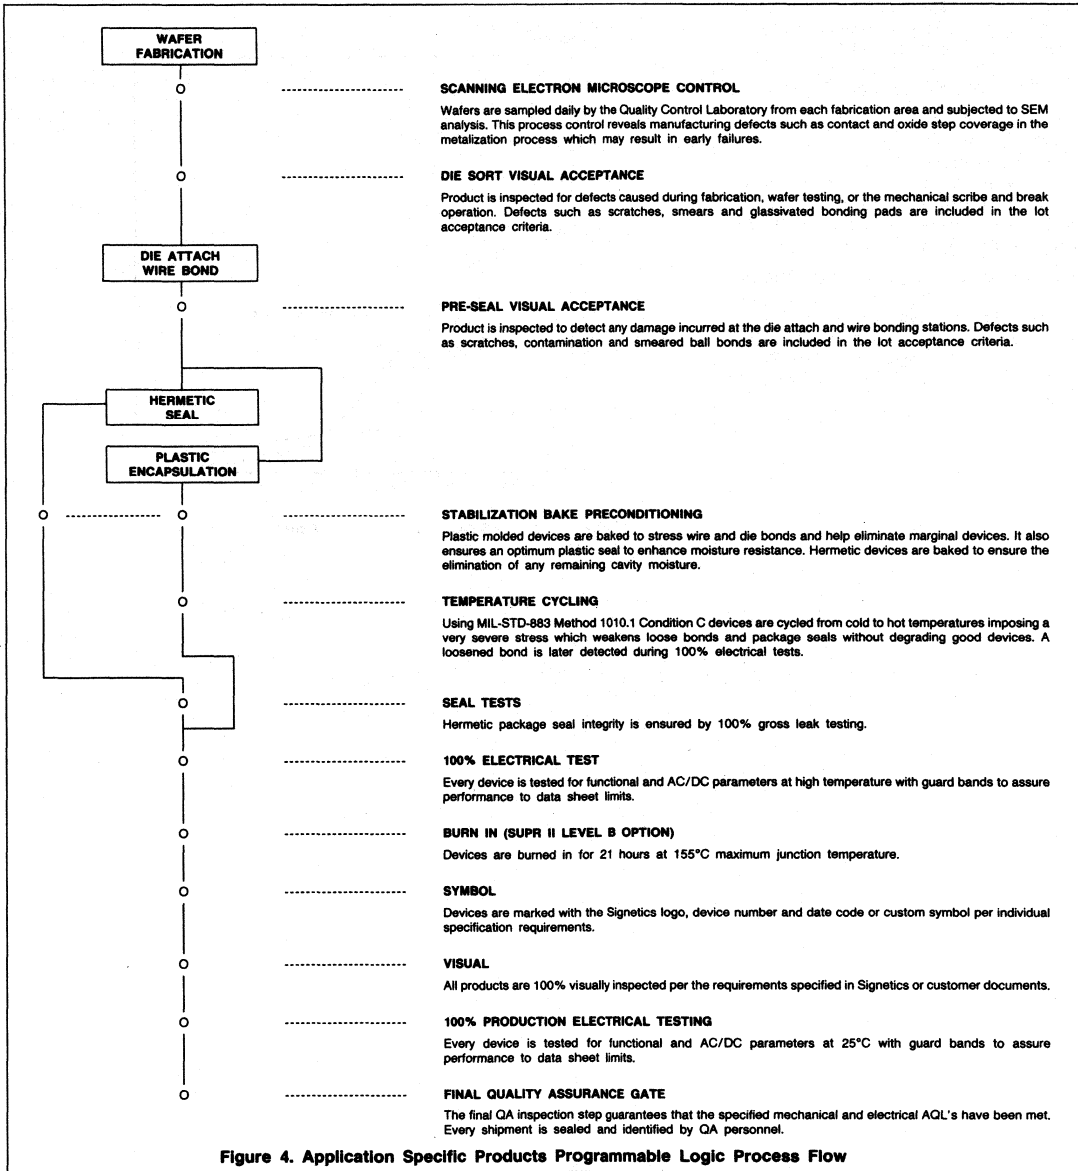 WAFER
FABRICATION
SCANNING ELECTRON MICROSCOPE CONTROL
Wafers are sampled daily by the Quality Control Laboratory from each fabrication area and subjected to SEM
analysis. This process control reveals manufacturing defects such as contact and oxide step coverage in the
metalization process which may result in early failures.
DIE SORT VISUAL ACCEPTANCE
Product is inspected for defects caused during fabrication, wafer testing, or the mechanical scribe and break
operation. Defects such as scratches, smears and glassivated bonding pads are included in the lot
acceptance criteria.
DIE ATTACH
WIRE BOND
PRE-SEAL VISUAL ACCEPTANCE
Product is inspected to detect any damage incurred at the die attach and wire bonding stations. Defects such
as scratches, contamination and smeared ball bonds are included in the lot acceptance criteria.
HERMETIC
SEAL
PLASTIC
ENCAPSULATION
STABILIZATION BAKE PRECONDITIONING
Plastic molded devices are baked to stress wire and die bonds and help eliminate marginal devices. It also
ensures an optimum plastic seal to enhance moisture resistance. Hermetic devices are baked to ensure the
elimination of any remaining cavity moisture.
TEMPERATURE CYCLING
Using MIL-STD-883 Method 1010.1 Condition C devices are cycled from cold to hot temperatures imposing a
very severe stress which weakens loose bonds and package seals without degrading good devices. A
loosened bond is later detected during 100% electrical tests.
SEAL TESTS
Hermetic package seal integrity is ensured by 100% gross leak testing.
100% ELECTRICAL TEST
Every device is tested for functional and AC/DC parameters at high temperature with guard bands to assure
performance to data sheet limits.
BURN IN (SUPR II LEVEL B OPTION)
Devices are burned in for 21 hours at 155°C maximum junction temperature.
SYMBOL
Devices are marked with the Signetics logo, device number and date code or custom symbol per individual
specification requirements.
VISUAL
All products are 100% visually inspected per the requirements specified in Signetics or customer documents.
100% PRODUCTION ELECTRICAL TESTING
Every device is tested for functional and AC/DC parameters at 25°C with guard bands to assure
performance to data sheet limits.
FINAL QUALITY ASSURANCE GATE
The final QA inspection step guarantees that the specified mechanical and electrical AQL's have been met.
Every shipment is sealed and identified by QA personnel.
Figure 4. Application Specific Products Programmable Logic Process Flow